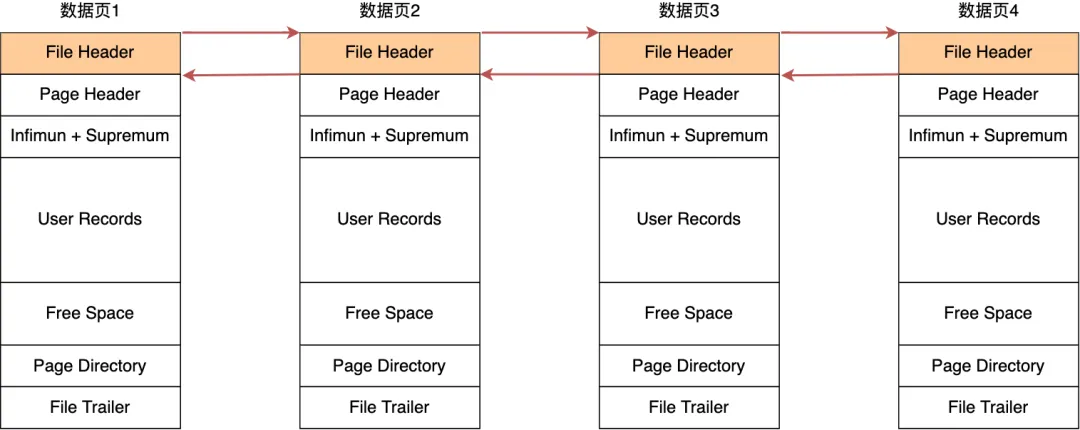 数据页1
数据页2
数据页3
数据页4
File Header
File Header
File Header
File Header
Page Header
Page Header
Page Header
Page Header
Infimun + Supremum
Infimun + Supremum
Infimun + Supremum
Infimun + Supremum
User Records
User Records
User Records
User Records
Free Space
Free Space
Free Space
Free Space
Page Directory
Page Directory
Page Directory
Page Directory
File Trailer
File Trailer
File Trailer
File Trailer